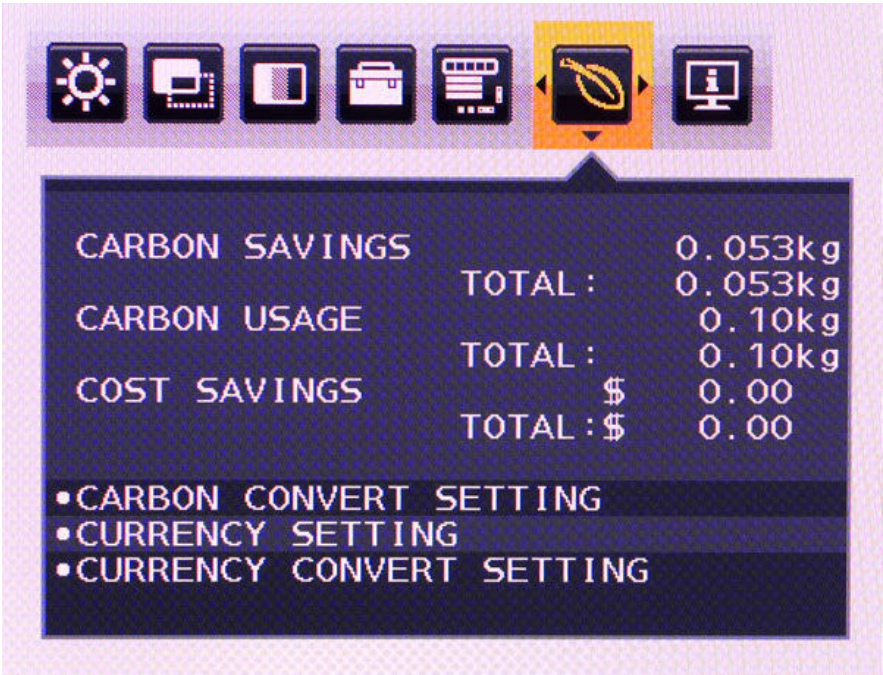 CARBON SAVINGS 0.053kg
TOTAL: 0.053kg
CARBON USAGE 0.10kg
TOTAL: 0.10kg
COST SAVINGS $ 0.00
TOTAL:$ 0.00
•CARBON CONVERT SETTING
•CURRENCY SETTING
•CURRENCY CONVERT SETTING